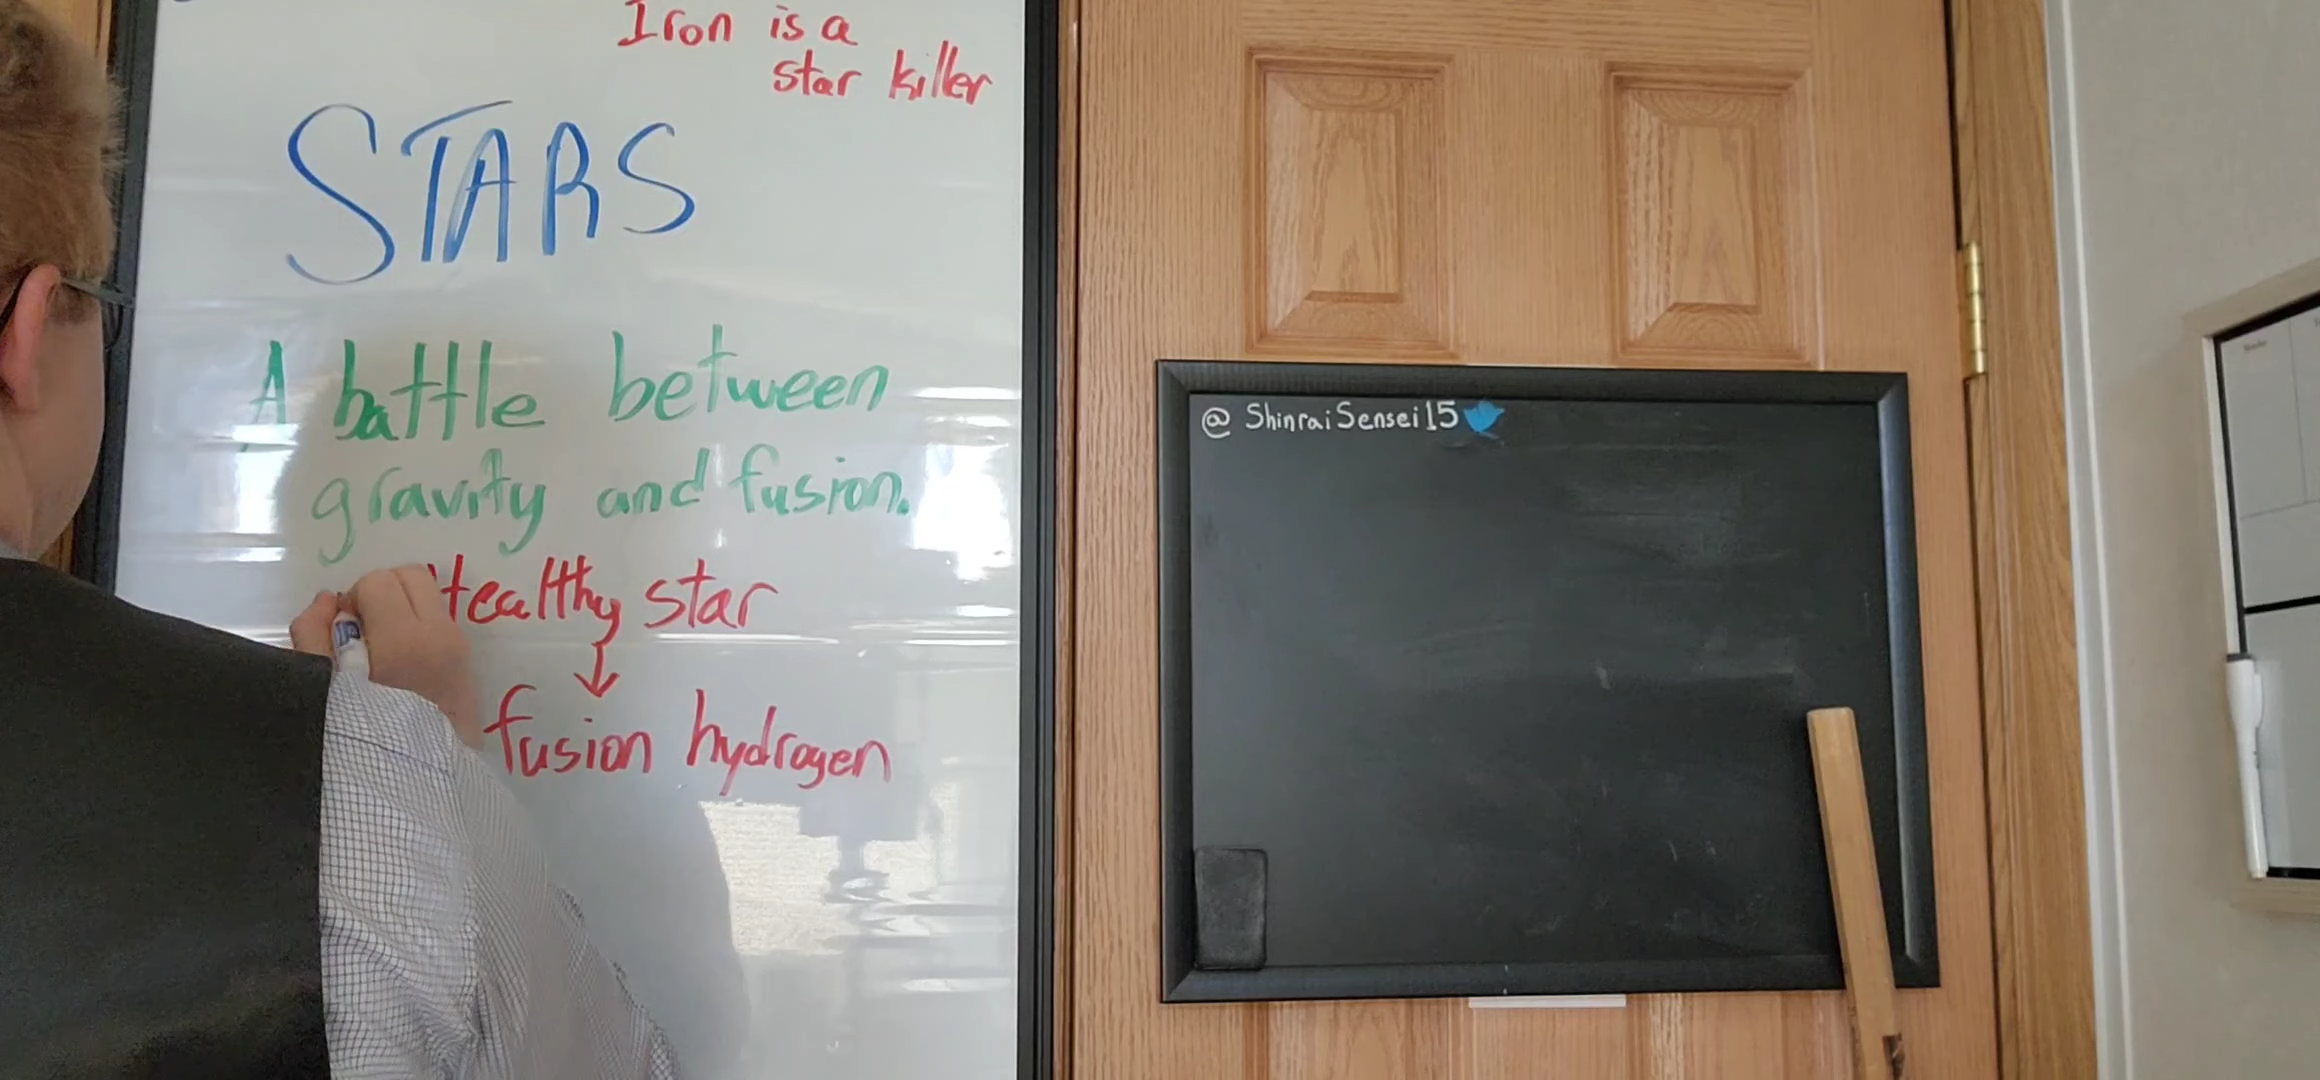 Iron is a
star killer
STARS
A battle between
gravity and fusion.
Healthy star
↓
fusion hydrogen
@ ShinraiSensei15